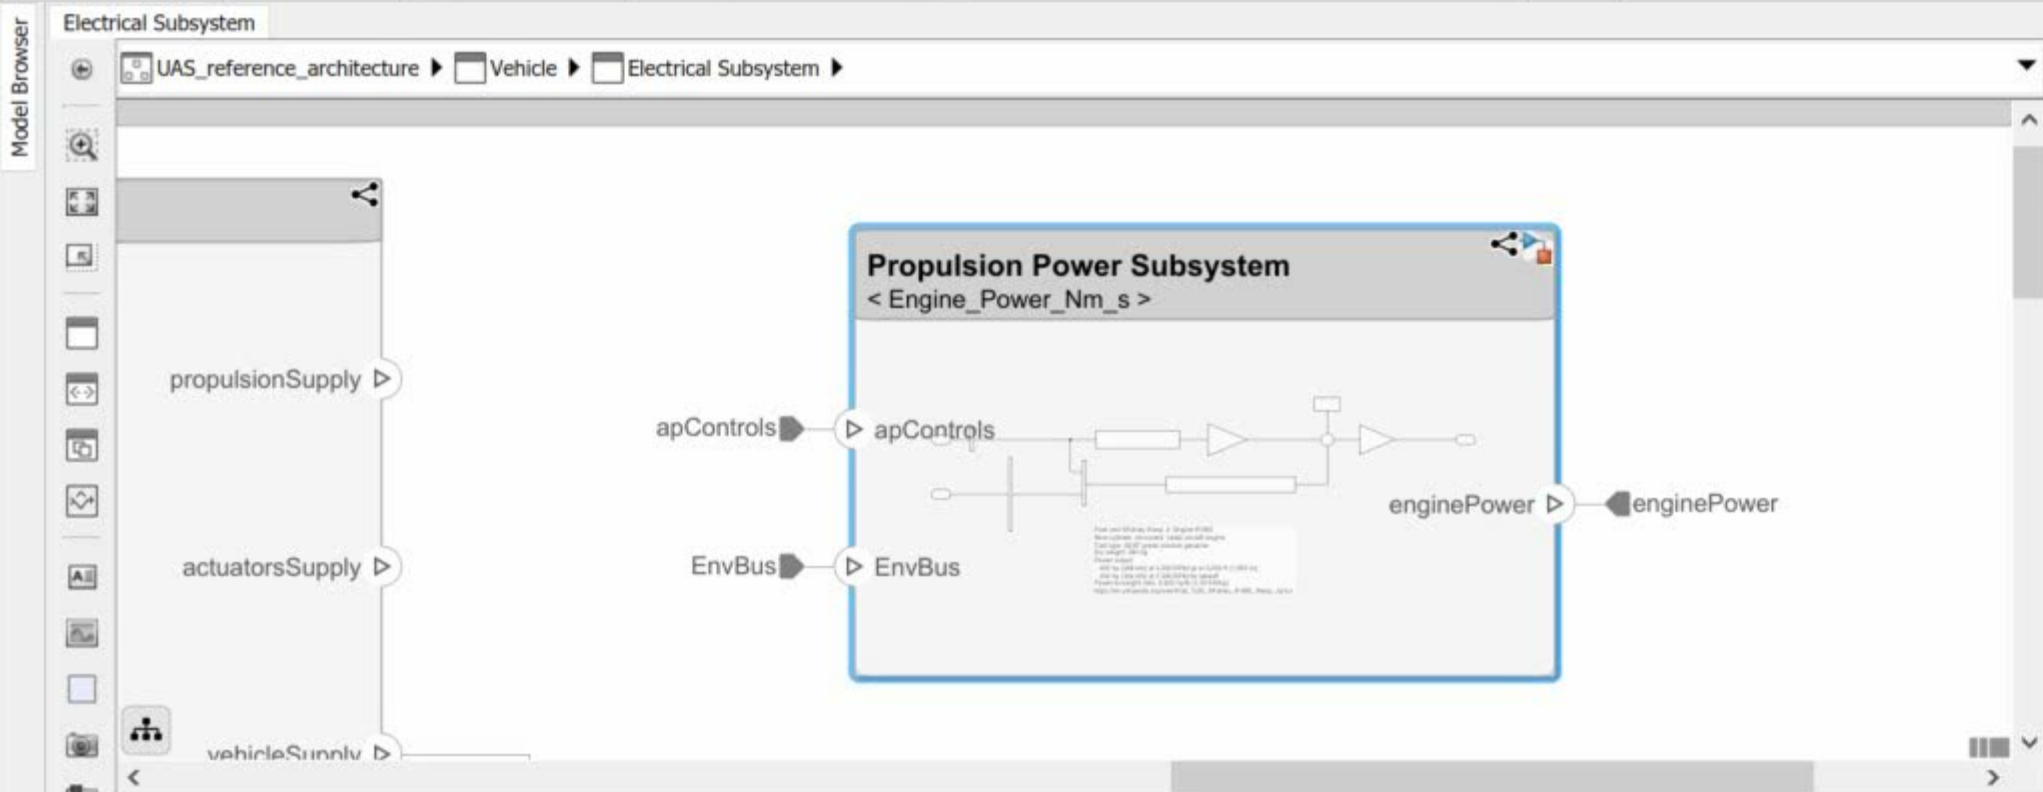 Model Browser
Electrical Subsystem
UAS_reference_architecture
Vehicle
Electrical Subsystem
propulsionSupply
actuatorsSupply
vehicleSupply
Propulsion Power Subsystem
< Engine_Power_Nm_s >
apControls
apControls
EnvBus
EnvBus
enginePower
enginePower